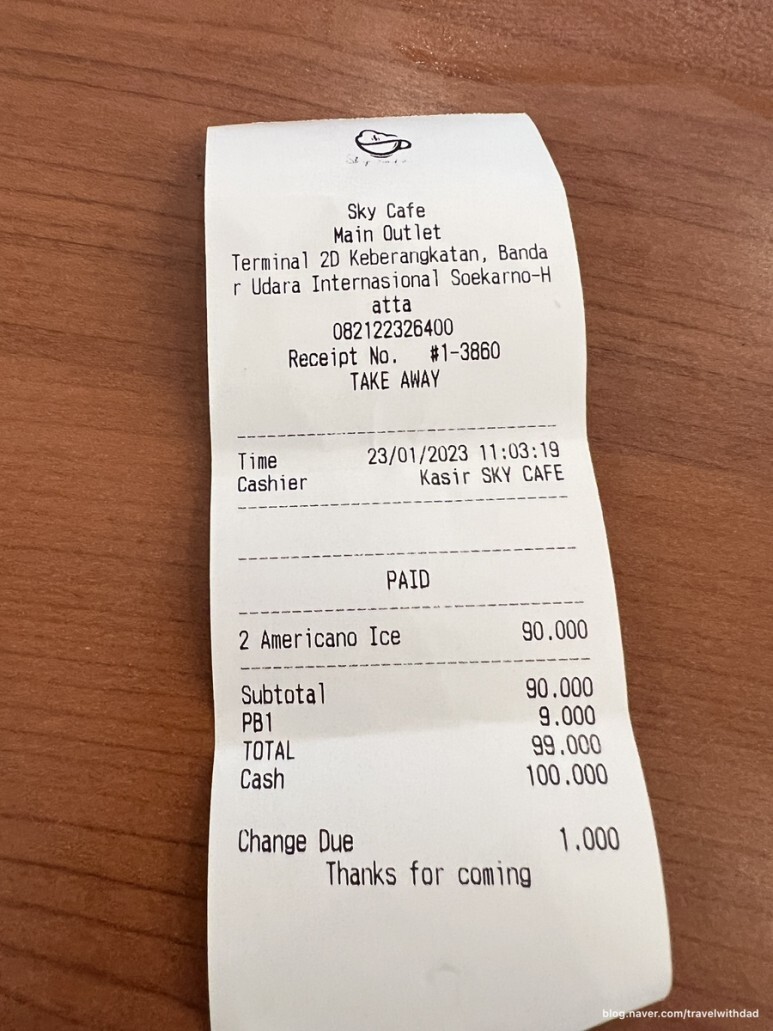 Sky Cafe
Main Outlet
Terminal 2D Keberangkatan, Banda
r Udara Internasional Soekarno-H
atta
082122326400
Receipt No. #1-3860
TAKE AWAY
Time 23/01/2023 11:03:19
Cashier Kasir SKY CAFE
PAID
2 Americano Ice 90.000
Subtotal 90.000
PB1 9.000
TOTAL 99.000
Cash 100.000
Change Due 1.000
Thanks for coming
blog.naver.com/travelwithdad